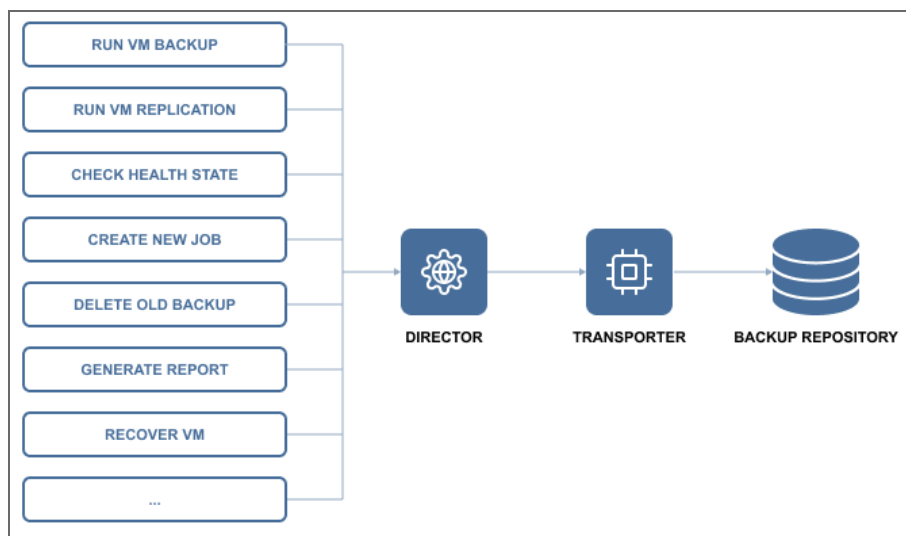 RUN VM BACKUP
RUN VM REPLICATION
CHECK HEALTH STATE
CREATE NEW JOB
DELETE OLD BACKUP
GENERATE REPORT
RECOVER VM
...
DIRECTOR
TRANSPORTER
BACKUP REPOSITORY